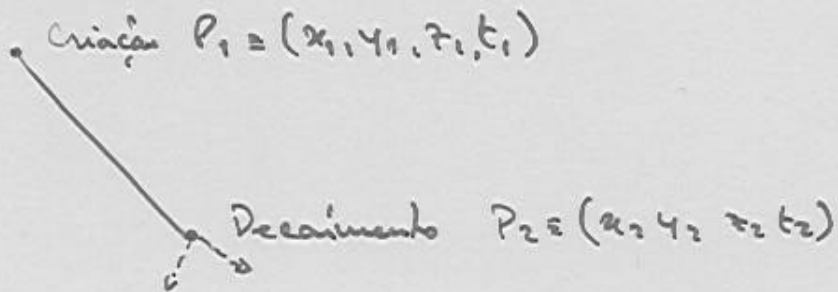 Criação P₁ ≡ (x₁, y₁, z₁, t₁)
Decaimento P₂ ≡ (x₂ y₂ z₂ t₂)